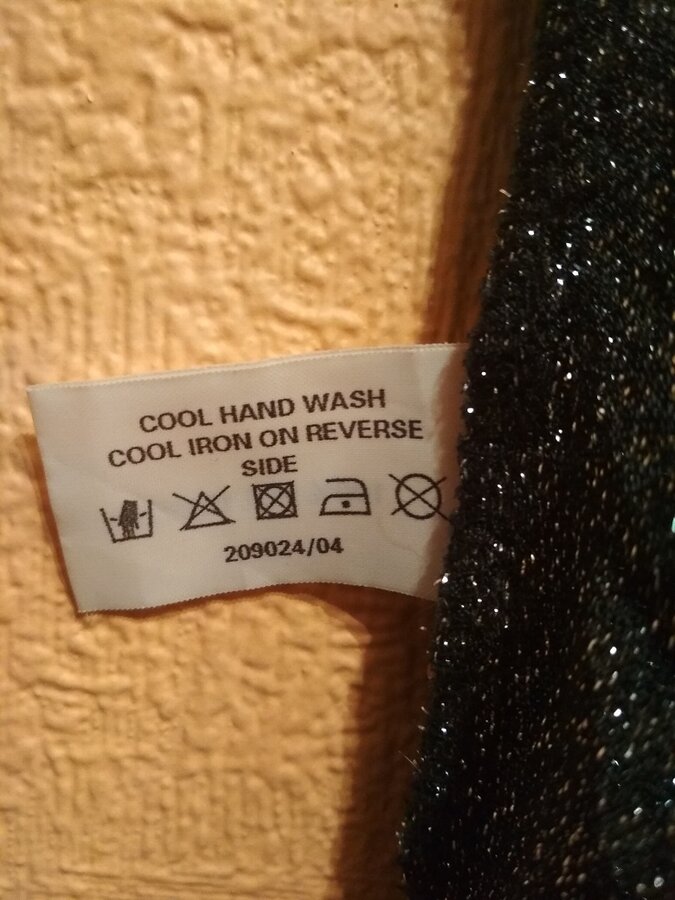 COOL HAND WASH
COOL IRON ON REVERSE
SIDE
209024/04